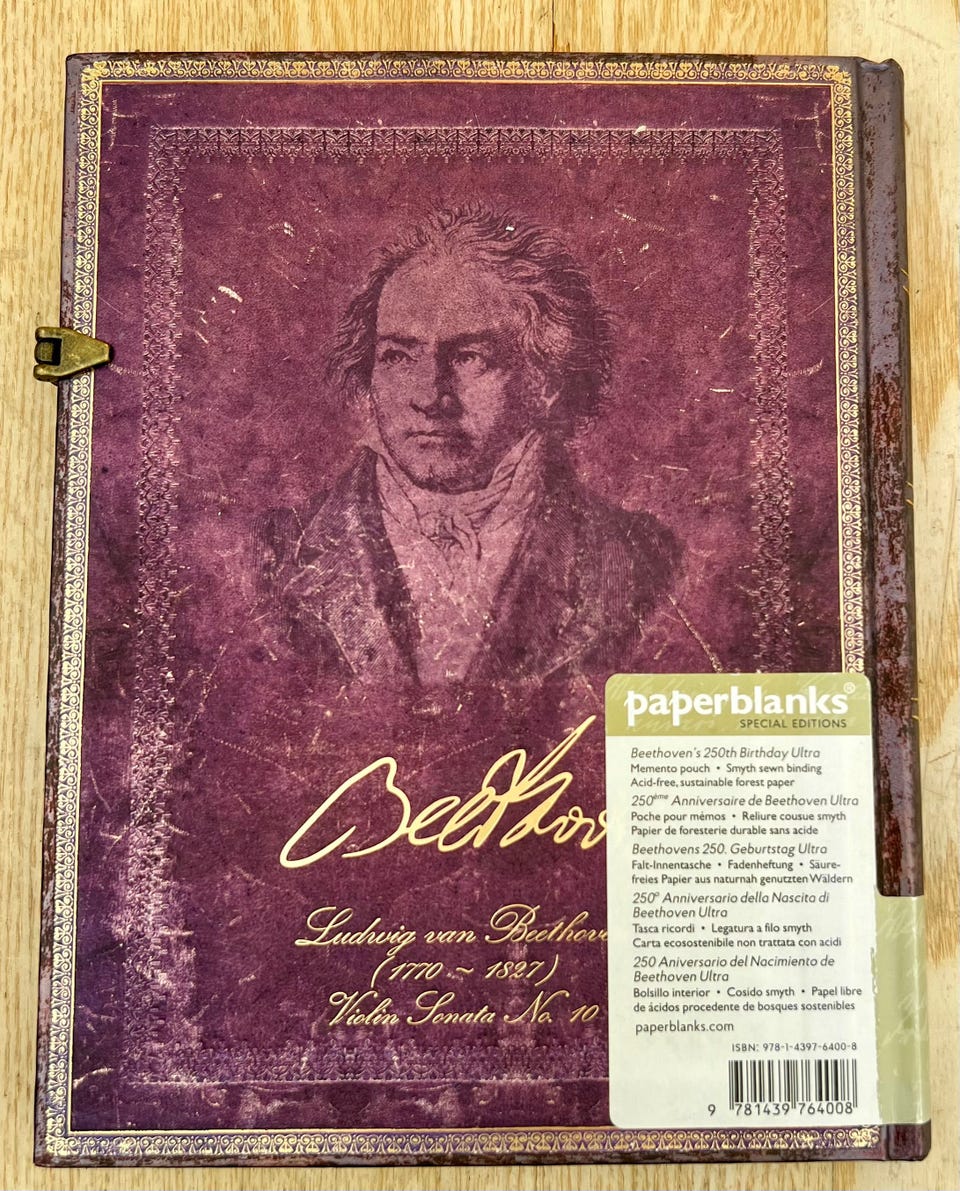 Beethov
Ludwig van Beethove
(1770 ~ 1827)
Violin Sonata No. 10
paperblanks®
SPECIAL EDITIONS
Beethoven's 250th Birthday Ultra
Memento pouch • Smyth sewn binding
Acid-free, sustainable forest paper
250ème Anniversaire de Beethoven Ultra
Poche pour mémos • Reliure cousue smyth
Papier de foresterie durable sans acide
Beethovens 250. Geburtstag Ultra
Falt-Innentasche • Fadenheftung • Säure-
freies Papier aus naturnah genutzten Wäldern
250° Anniversario della Nascita di
Beethoven Ultra
Tasca ricordi • Legatura a filo smyth
Carta ecosostenibile non trattata con acidi
250 Aniversario del Nacimiento de
Beethoven Ultra
Bolsillo interior • Cosido smyth • Papel libre
de ácidos procedente de bosques sostenibles
paperblanks.com
ISBN: 978-1-4397-6400-8
9 781439 764008